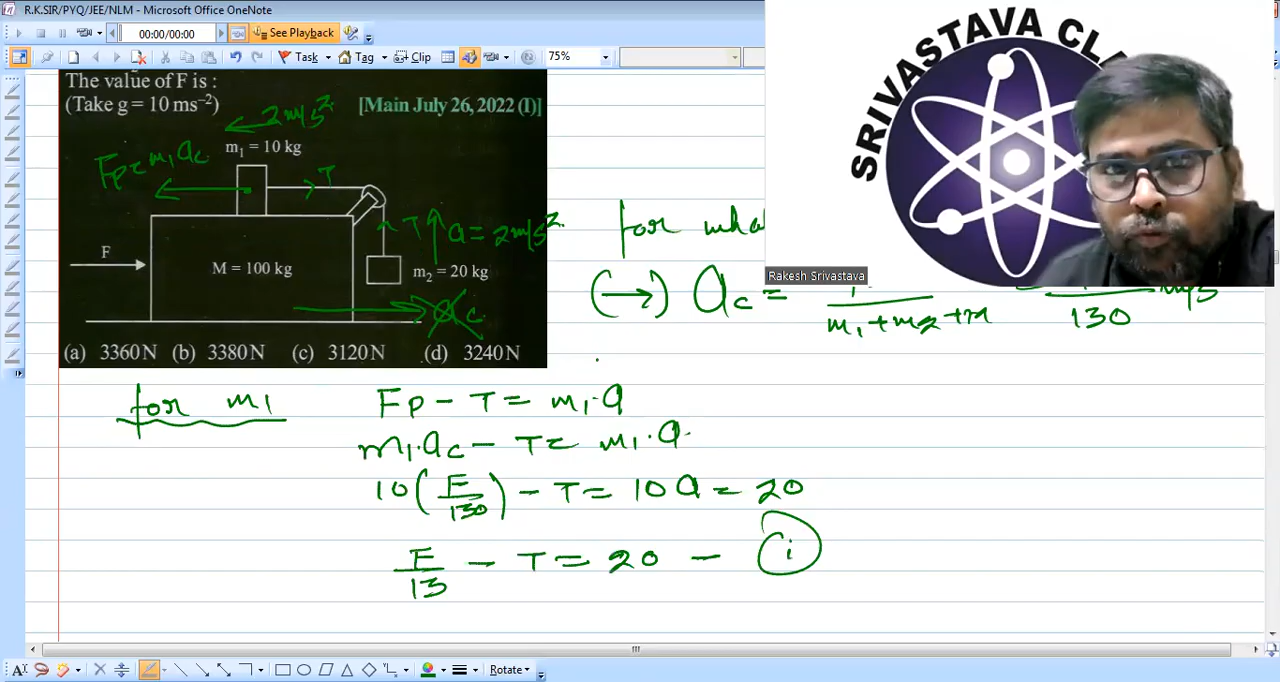 R.K.SIR/PYQ/JEE/NLM - Microsoft Office OneNote
00:00/00:00 See Playback
Task Tag Clip 75%
The value of F is :
(Take g = 10 ms⁻²) [Main July 26, 2022 (I)]
2m/s²
m₁ = 10 kg
Fp = m₁ac
T
F
M = 100 kg
T a = 2m/s²
m₂ = 20 kg
(a) 3360N (b) 3380N (c) 3120N (d) 3240N
SRIVASTAVA
Rakesh Srivastava
for
(→) ac =
m₁+m₂+M
130
m/s²
for m₁
Fp - T = m₁.a
m₁.ac - T = m₁.a
10(F/130) - T = 10a = 20
F/13 - T = 20 - (i)
Rotate